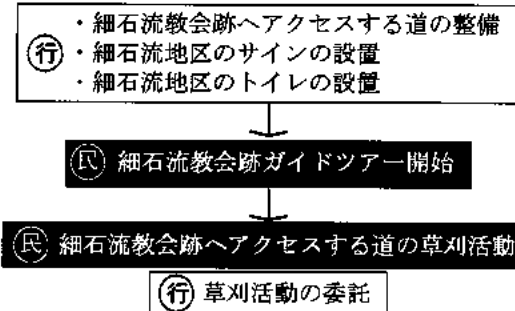 ・細石流教会跡へアクセスする道の整備
行 ・細石流地区のサインの設置
・細石流地区のトイレの設置
民 細石流教会跡ガイドツアー開始
民 細石流教会跡へアクセスする道の草刈活動
行 草刈活動の委託